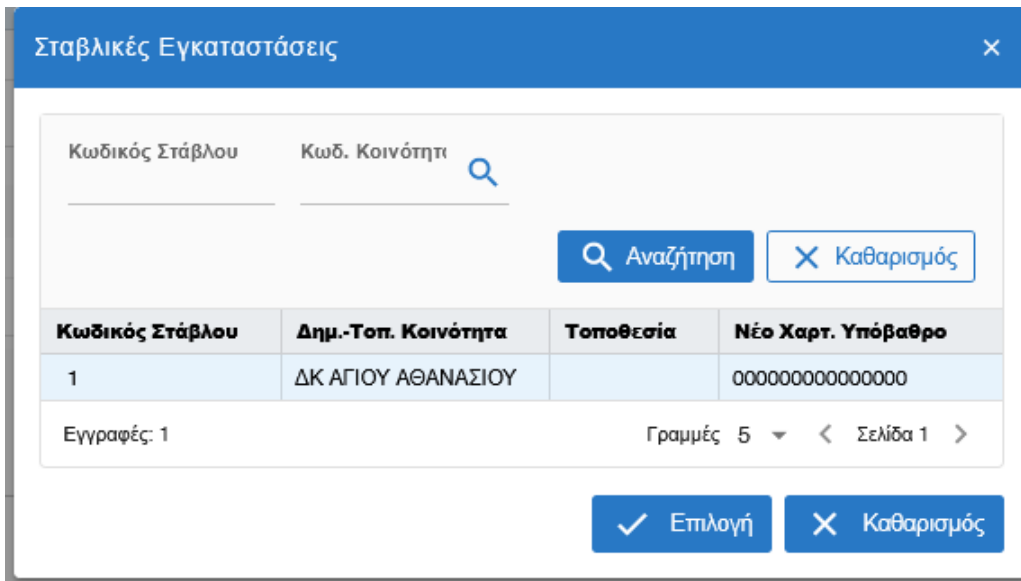 Σταβλικές Εγκαταστάσεις
Κωδικός Στάβλου Κωδ. Κοινότητ
Αναζήτηση Καθαρισμός
Κωδικός Στάβλου Δημ.-Τοπ. Κοινότητα Τοποθεσία Νέο Χαρτ. Υπόβαθρο
1 ΔΚ ΑΓΙΟΥ ΑΘΑΝΑΣΙΟΥ 000000000000000
Εγγραφές: 1 Γραμμές 5 Σελίδα 1
Επιλογή Καθαρισμός